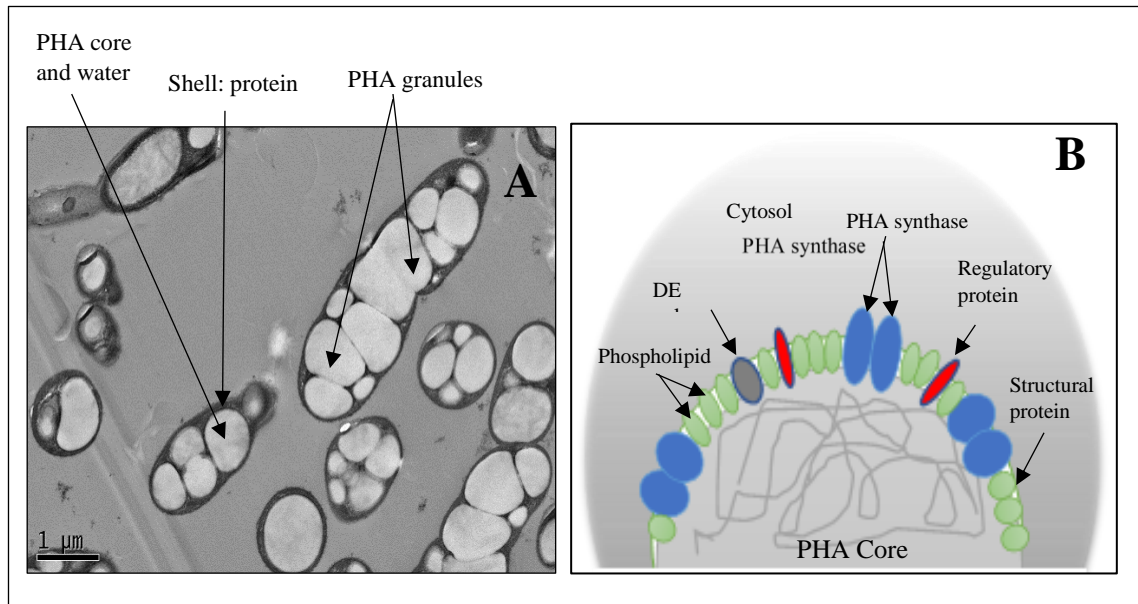 PHA core
and water
Shell: protein
PHA granules
A
1 µm
B
Cytosol
PHA synthase
PHA synthase
Regulatory
protein
DE
Phospholipid
Structural
protein
PHA Core